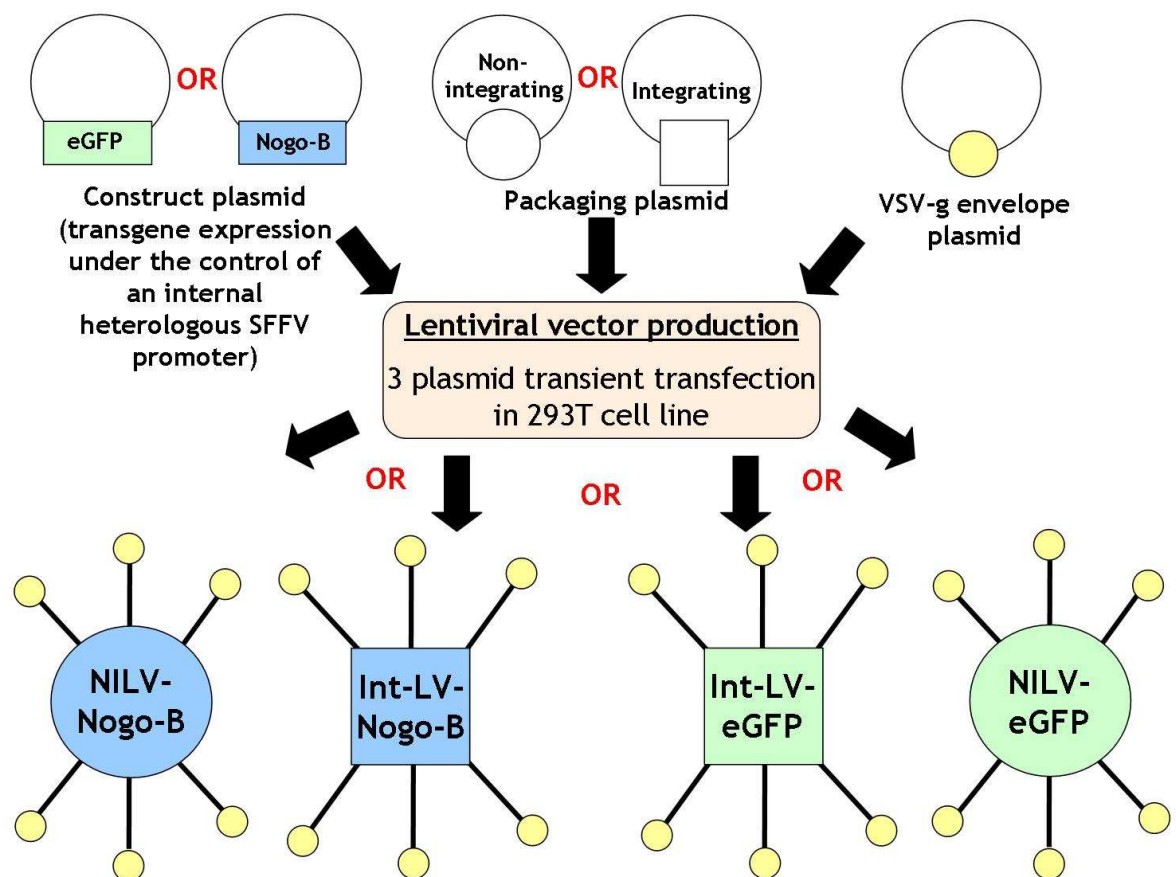 eGFP
OR
Nogo-B
Construct plasmid
(transgene expression
under the control of
an internal
heterologous SFFV
promoter)
Non-
integrating
OR
Integrating
Packaging plasmid
VSV-g envelope
plasmid
Lentiviral vector production
3 plasmid transient transfection
in 293T cell line
OR
OR
OR
NILV-
Nogo-B
Int-LV-
Nogo-B
Int-LV-
eGFP
NILV-
eGFP